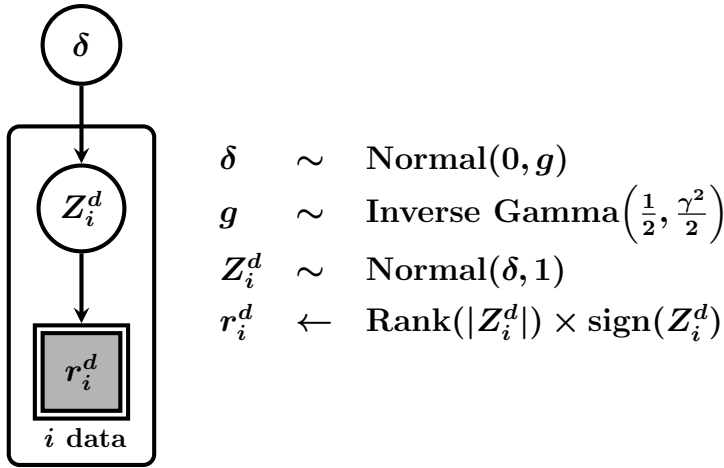 δ
Z_i^d
r_i^d
i data
δ ∼ Normal(0, g)
g ∼ Inverse Gamma(1/2, γ²/2)
Z_i^d ∼ Normal(δ, 1)
r_i^d ← Rank(|Z_i^d|) × sign(Z_i^d)